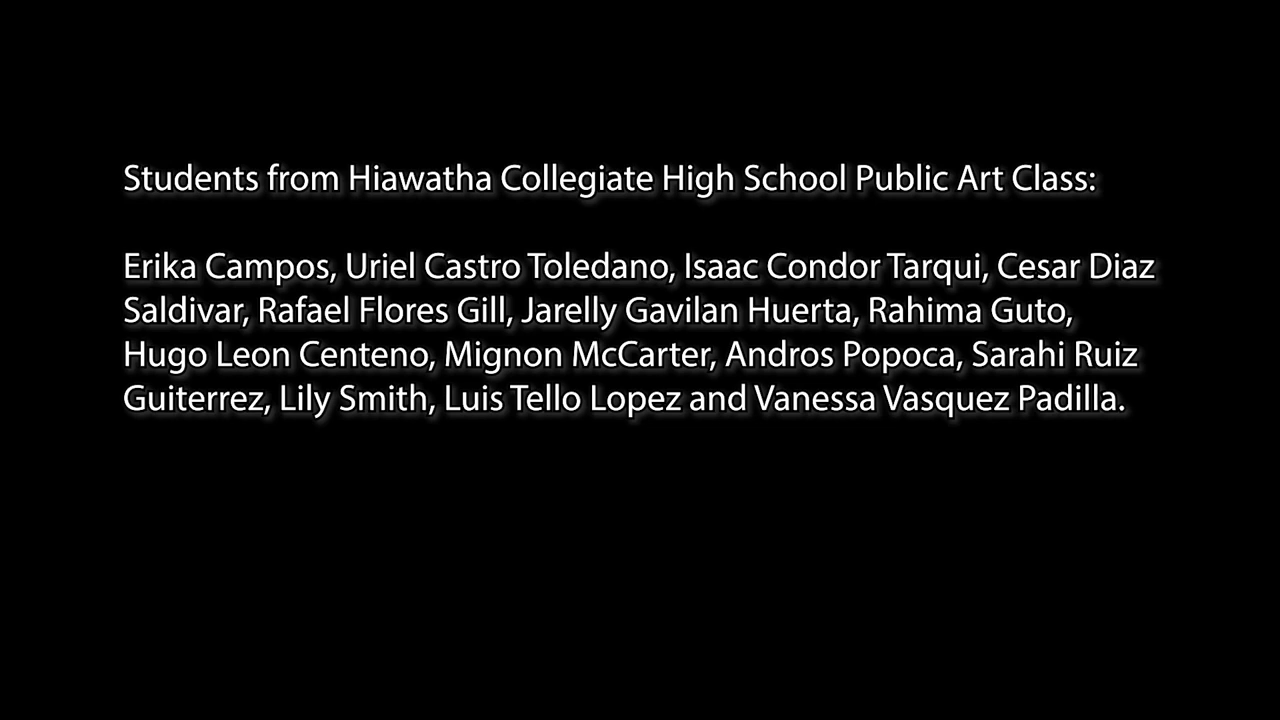 Students from Hiawatha Collegiate High School Public Art Class:
Erika Campos, Uriel Castro Toledano, Isaac Condor Tarqui, Cesar Diaz
Saldivar, Rafael Flores Gill, Jarelly Gavilan Huerta, Rahima Guto,
Hugo Leon Centeno, Mignon McCarter, Andros Popoca, Sarahi Ruiz
Guiterrez, Lily Smith, Luis Tello Lopez and Vanessa Vasquez Padilla.